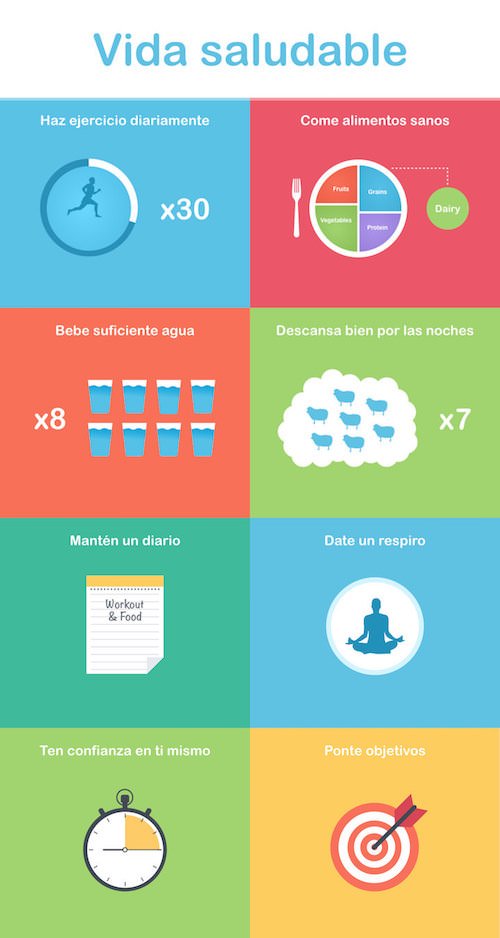 Vida saludable
Haz ejercicio diariamente
x30
Come alimentos sanos
Fruits
Grains
Vegetables
Protein
Dairy
Bebe suficiente agua
x8
Descansa bien por las noches
x7
Mantén un diario
Workout
& Food
Date un respiro
Ten confianza en ti mismo
Ponte objetivos